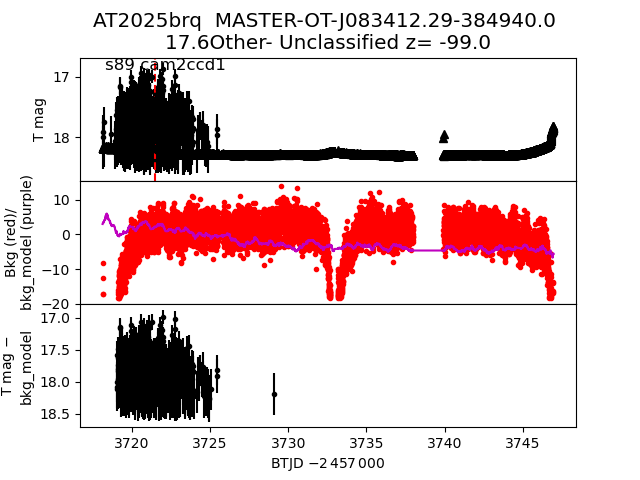 AT2025brq  MASTER-OT-J083412.29-384940.0
17.6Other- Unclassified z= -99.0
s89 cam2ccd1
17
18
T mag
10
0
−10
−20
Bkg (red)/
bkg_model (purple)
17.0
17.5
18.0
18.5
T mag −
bkg_model
3720 3725 3730 3735 3740 3745
BTJD −2 457 000